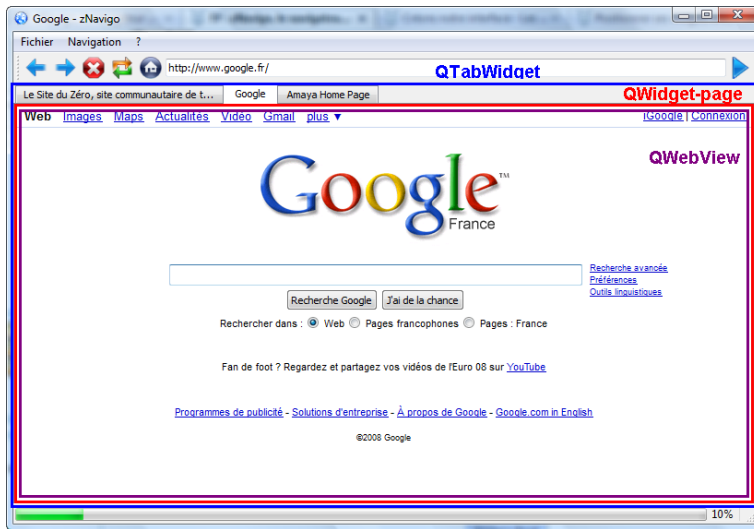 Google - zNavigo
Fichier Navigation ?
http://www.google.fr/
QTabWidget
Le Site du Zéro, site communautaire de t... Google Amaya Home Page
QWidget-page
Web Images Maps Actualités Vidéo Gmail plus ▼ iGoogle | Connexion
QWebView
Google™
France
Recherche avancée
Préférences
Outils linguistiques
Recherche Google J'ai de la chance
Rechercher dans : Web Pages francophones Pages : France
Fan de foot ? Regardez et partagez vos vidéos de l'Euro 08 sur YouTube
Programmes de publicité - Solutions d'entreprise - À propos de Google - Google.com in English
©2008 Google
10%